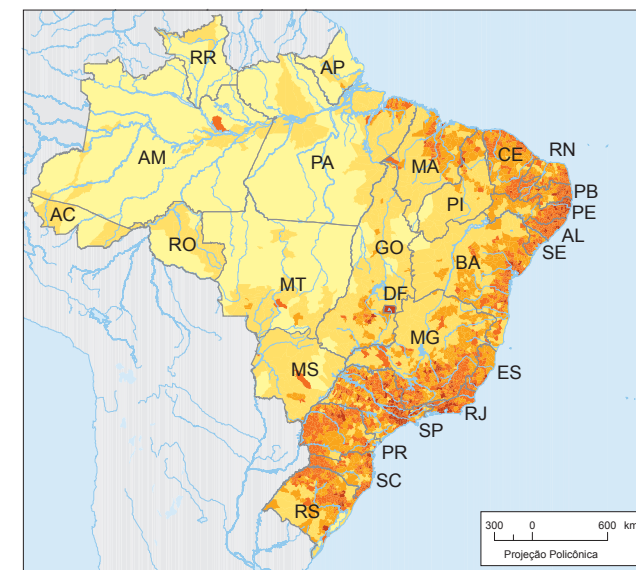 RR
AP
AM
PA
MA
CE
RN
PB
PE
AL
SE
PI
AC
RO
GO
BA
MT
DF
MG
MS
ES
RJ
SP
PR
SC
RS
300 0 600 km
Projeção Policônica